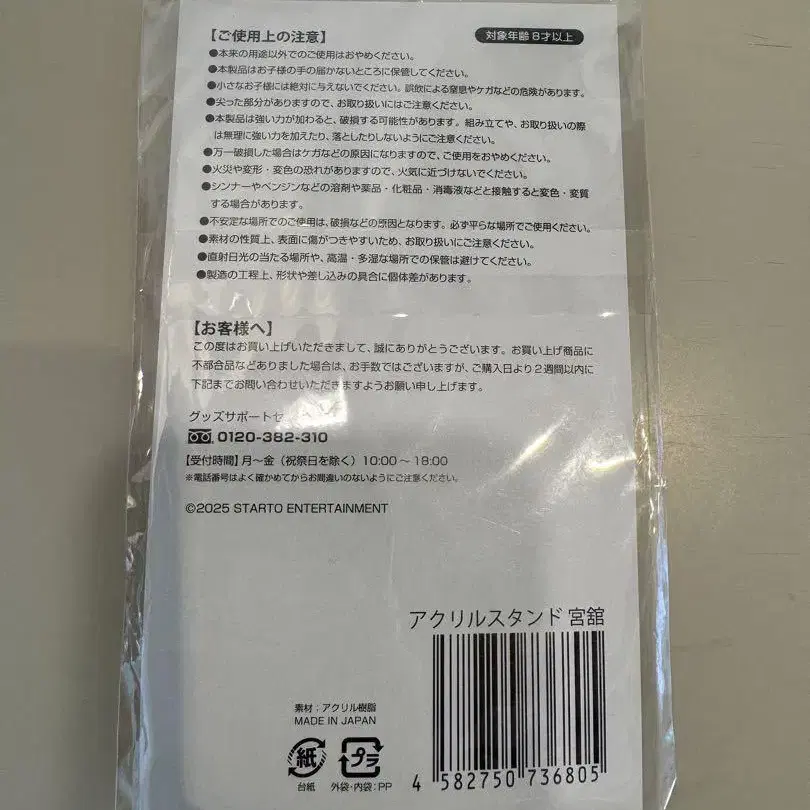 【ご使用上の注意】
対象年齢 8才以上
●本来の用途以外でのご使用はおやめください。
●本製品はお子様の手の届かないところに保管してください。
●小さなお子様には絶対に与えないでください。誤飲による窒息やケガなどの危険があります。
●尖った部分がありますので、お取り扱いにはご注意ください。
●本製品は強い力が加わると、破損する可能性があります。組み立てや、お取り扱いの際
は無理に強い力を加えたり、落としたりしないようにご注意ください。
●万一破損した場合はケガなどの原因になりますので、ご使用をおやめください。
●火災や変形・変色の恐れがありますので、火気に近づけないでください。
●シンナーやベンジンなどの溶剤や薬品・化粧品・消毒液などと接触すると変色・変質
する場合があります。
●不安定な場所でのご使用は、破損などの原因となります。必ず平らな場所でご使用ください。
●素材の性質上、表面に傷がつきやすいため、お取り扱いにご注意ください。
●直射日光の当たる場所や、高温・多湿な場所での保管は避けてください。
●製造の工程上、形状や差し込みの具合に個体差があります。
【お客様へ】
この度はお買い上げいただきまして、誠にありがとうございます。お買い上げ商品に
不都合品などありました場合は、お手数ではございますが、ご購入日より2週間以内に
下記までお問い合わせいただきますようお願い申し上げます。
グッズサポートセ
0120-382-310
【受付時間】月～金（祝祭日を除く）10:00～18:00
※電話番号はよく確かめてからお間違いのないようにご注意ください。
©2025 STARTO ENTERTAINMENT
アクリルスタンド 宮舘
素材：アクリル樹脂
MADE IN JAPAN
紙 プラ
台紙 外袋・内袋：PP
4 582750 736805